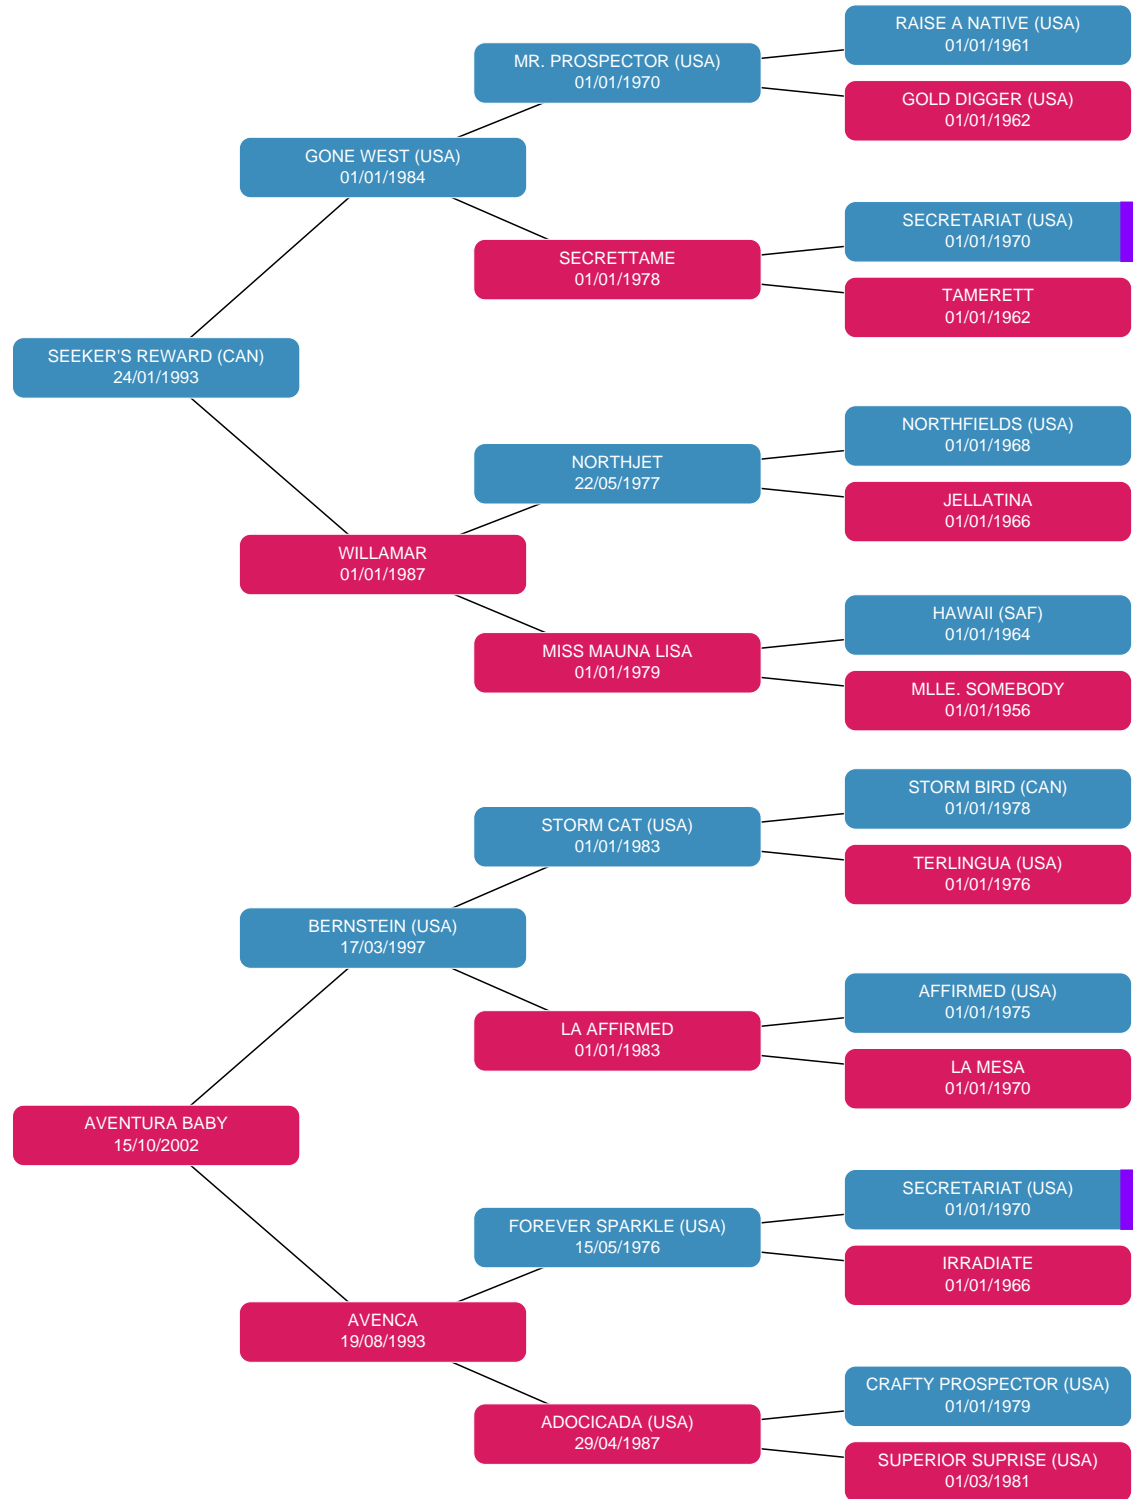 RAISE A NATIVE (USA)
01/01/1961
MR. PROSPECTOR (USA)
01/01/1970
GOLD DIGGER (USA)
01/01/1962
GONE WEST (USA)
01/01/1984
SECRETARIAT (USA)
01/01/1970
SECRETTAME
01/01/1978
TAMERETT
01/01/1962
SEEKER'S REWARD (CAN)
24/01/1993
NORTHFIELDS (USA)
01/01/1968
NORTHJET
22/05/1977
JELLATINA
01/01/1966
WILLAMAR
01/01/1987
HAWAII (SAF)
01/01/1964
MISS MAUNA LISA
01/01/1979
MLLE. SOMEBODY
01/01/1956
STORM BIRD (CAN)
01/01/1978
STORM CAT (USA)
01/01/1983
TERLINGUA (USA)
01/01/1976
BERNSTEIN (USA)
17/03/1997
AFFIRMED (USA)
01/01/1975
LA AFFIRMED
01/01/1983
LA MESA
01/01/1970
AVENTURA BABY
15/10/2002
SECRETARIAT (USA)
01/01/1970
FOREVER SPARKLE (USA)
15/05/1976
IRRADIATE
01/01/1966
AVENCA
19/08/1993
CRAFTY PROSPECTOR (USA)
01/01/1979
ADOCICADA (USA)
29/04/1987
SUPERIOR SUPRISE (USA)
01/03/1981